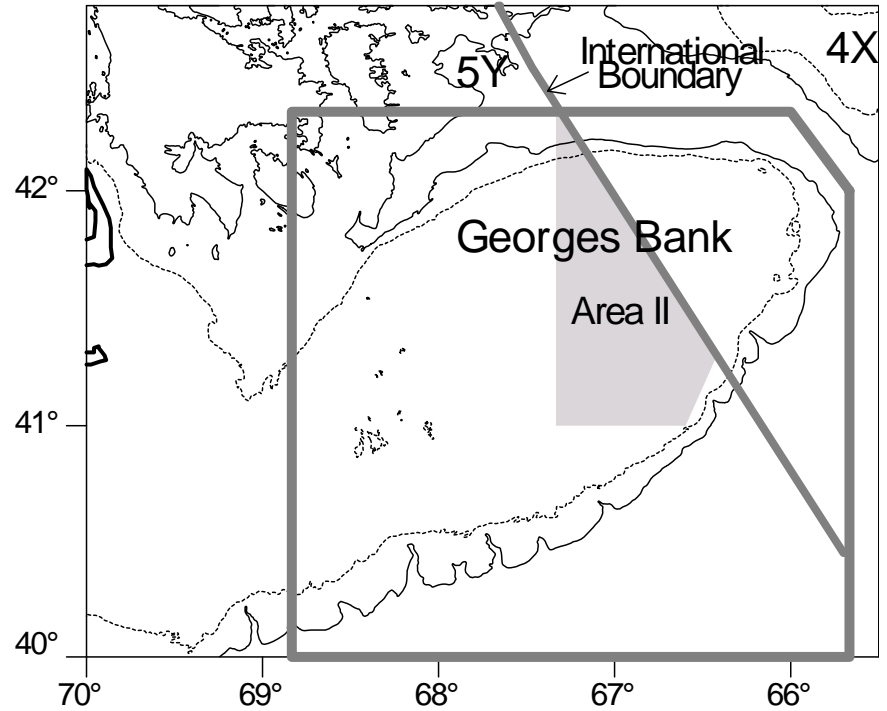 4X
International
5Y
Boundary
42°
Georges Bank
Area II
41°
40°
70°
69°
68°
67°
66°